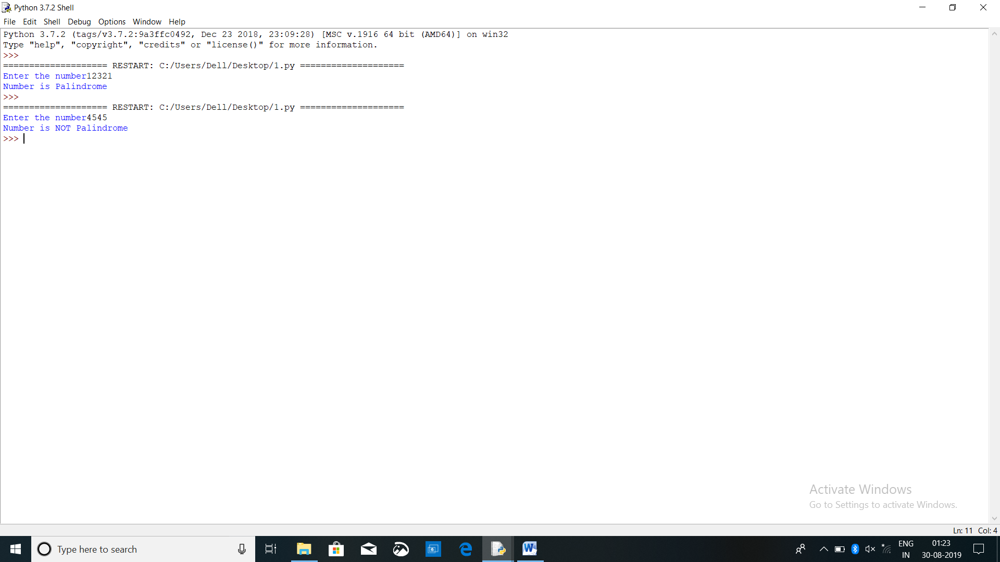 Python 3.7.2 Shell
File Edit Shell Debug Options Window Help
Python 3.7.2 (tags/v3.7.2:9a3ffc0492, Dec 23 2018, 23:09:28) [MSC v.1916 64 bit (AMD64)] on win32
Type "help", "copyright", "credits" or "license()" for more information.
>>>
==================== RESTART: C:/Users/Dell/Desktop/1.py ====================
Enter the number12321
Number is Palindrome
>>>
==================== RESTART: C:/Users/Dell/Desktop/1.py ====================
Enter the number4545
Number is NOT Palindrome
>>>
Activate Windows
Go to Settings to activate Windows.
Ln: 11 Col: 4
Type here to search
ENG 01:23
IN 30-08-2019